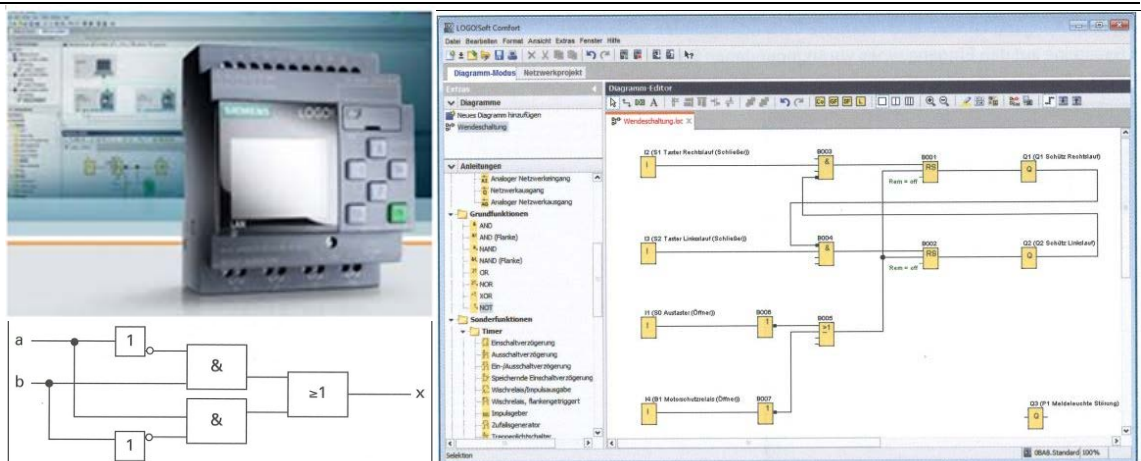 SIEMENS LOGO!
a
1
&
b
≥1
x
&
1
LOGO!Soft Comfort
Datei Bearbeiten Format Ansicht Extras Fenster Hilfe
Diagramm-Modus Netzwerkprojekt
Extras
Diagramme
Neues Diagramm hinzufügen
Wendeschaltung
Anleitungen
Analoger Netzwerkeingang
Netzwerkausgang
Analoger Netzwerkausgang
Grundfunktionen
AND
AND (Flanke)
NAND
NAND (Flanke)
OR
NOR
XOR
NOT
Sonderfunktionen
Timer
Einschaltverzögerung
Ausschaltverzögerung
Ein-/Ausschaltverzögerung
Speichernde Einschaltverzögerung
Wischrelais/Impulsausgabe
Wischrelais, flankengetriggert
Impulsgeber
Zufallsgenerator
Treppenlichtschalter
Selektion
Diagramm-Editor
Wendeschaltung.lsc X
I2 (S1 Taster Rechtslauf (Schließer))
I
B003
&
B001
RS
Rem = off
Q1 (Q1 Schütz Rechtslauf)
Q
I3 (S2 Taster Linkslauf (Schließer))
I
B004
&
B002
RS
Rem = off
Q2 (Q2 Schütz Linkslauf)
Q
I1 (S0 Austaster (Öffner))
I
B006
1
B005
≥1
I4 (B1 Motorschutzrelais (Öffner))
I
B007
1
Q3 (P1 Meldeleuchte Störung)
Q
0BA8.Standard 100%